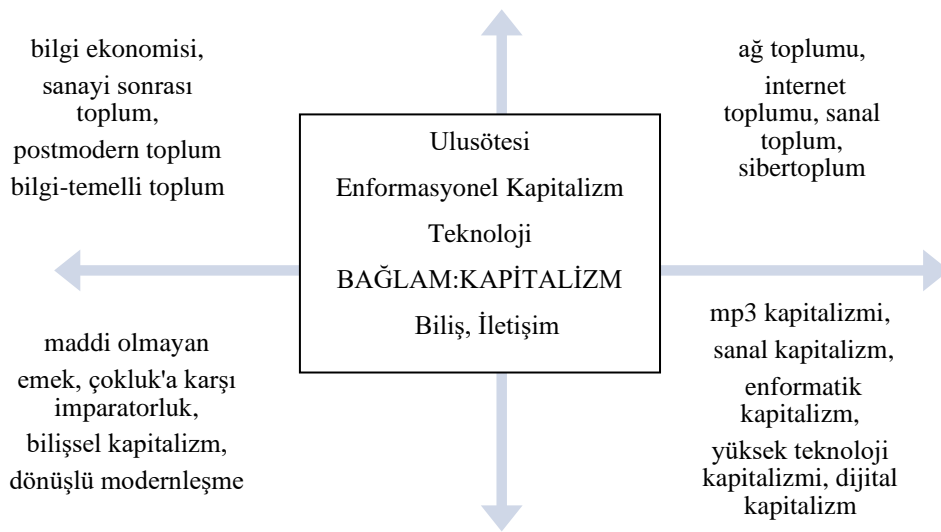 bilgi ekonomisi,
sanayi sonrası
toplum,
postmodern toplum
bilgi-temelli toplum
ağ toplumu,
internet
toplumu, sanal
toplum,
sibertoplum
Ulusötesi
Enformasyonel Kapitalizm
Teknoloji
BAĞLAM:KAPİTALİZM
Biliş, İletişim
maddi olmayan
emek, çokluk'a karşı
imparatorluk,
bilişsel kapitalizm,
dönüşlü modernleşme
mp3 kapitalizmi,
sanal kapitalizm,
enformatik
kapitalizm,
yüksek teknoloji
kapitalizmi, dijital
kapitalizm